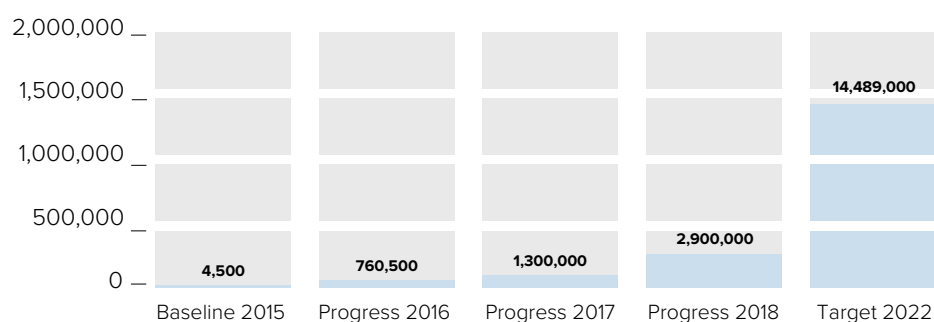 2,000,000
1,500,000
1,000,000
500,000
0
4,500
760,500
1,300,000
2,900,000
14,489,000
Baseline 2015
Progress 2016
Progress 2017
Progress 2018
Target 2022